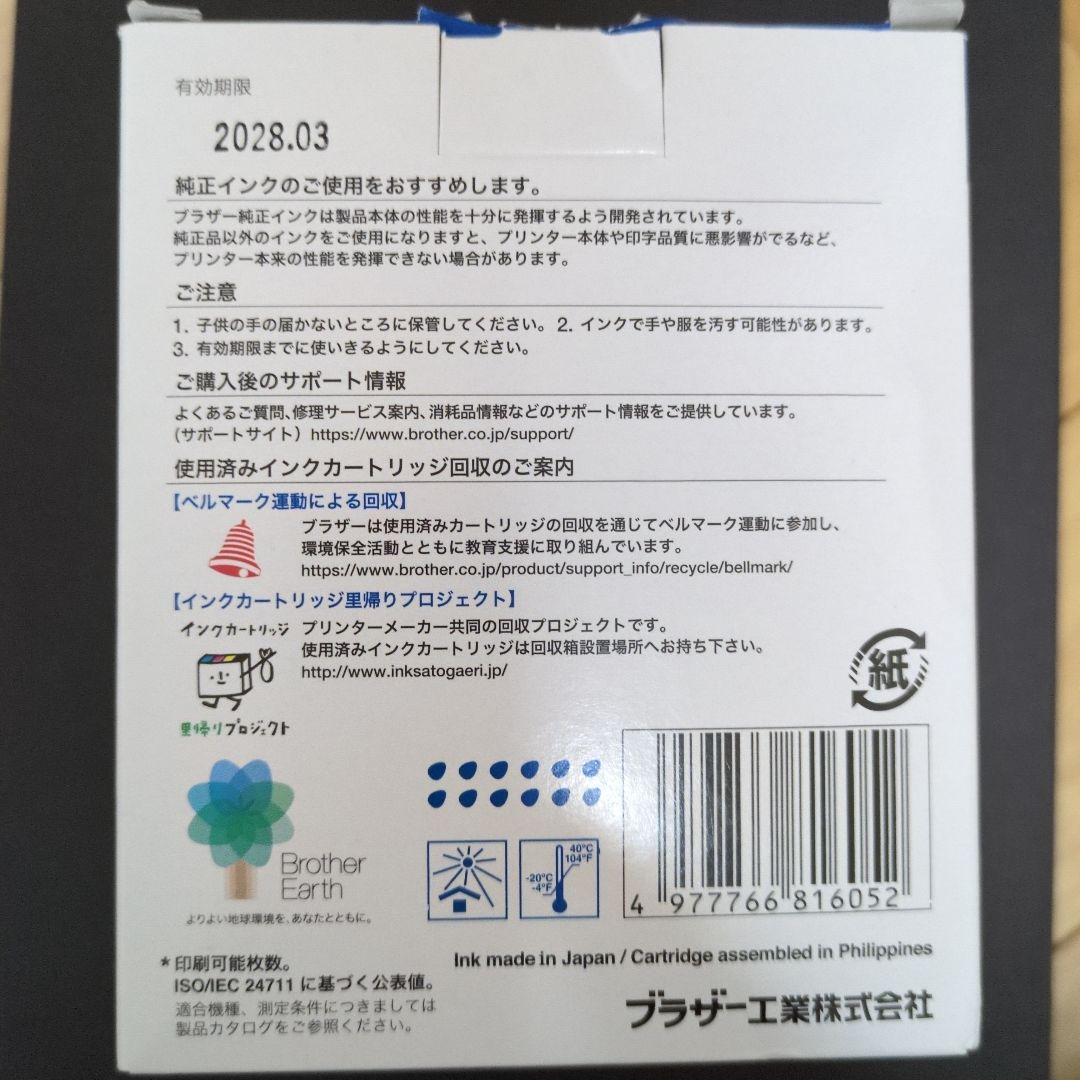 有効期限
2028.03
純正インクのご使用をおすすめします。
ブラザー純正インクは製品本体の性能を十分に発揮するよう開発されています。
純正品以外のインクをご使用になりますと、プリンター本体や印字品質に悪影響がでるなど、
プリンター本来の性能を発揮できない場合があります。
ご注意
1. 子供の手の届かないところに保管してください。 2. インクで手や服を汚す可能性があります。
3. 有効期限までに使いきるようにしてください。
ご購入後のサポート情報
よくあるご質問、修理サービス案内、消耗品情報などのサポート情報をご提供しています。
（サポートサイト）https://www.brother.co.jp/support/
使用済みインクカートリッジ回収のご案内
【ベルマーク運動による回収】
ブラザーは使用済みカートリッジの回収を通じてベルマーク運動に参加し、
環境保全活動とともに教育支援に取り組んでいます。
https://www.brother.co.jp/product/support_info/recycle/bellmark/
【インクカートリッジ里帰りプロジェクト】
インクカートリッジ
里帰りプロジェクト
プリンターメーカー共同の回収プロジェクトです。
使用済みインクカートリッジは回収箱設置場所へお持ち下さい。
http://www.inksatogaeri.jp/
紙
Brother
Earth
よりよい地球環境を、あなたとともに。
40°C
104°F
-20°C
-4°F
4 977766 816052
*印刷可能枚数。
ISO/IEC 24711 に基づく公表値。
適合機種、測定条件につきましては
製品カタログをご参照ください。
Ink made in Japan / Cartridge assembled in Philippines
ブラザー工業株式会社